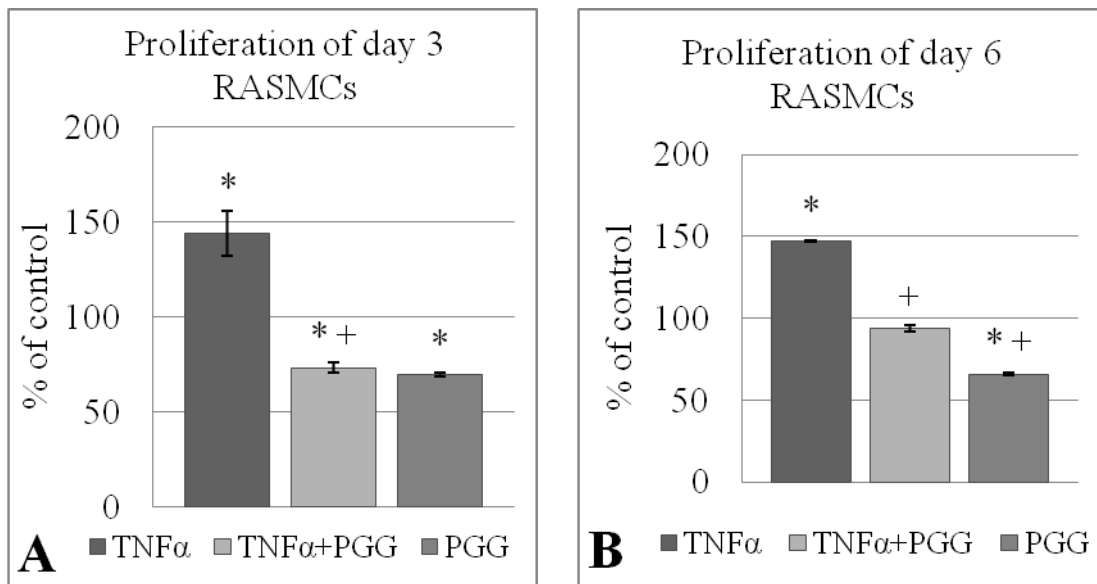 Proliferation of day 3
RASMCs
% of control
200
150
100
50
0
*
* +
*
TNFα TNFα+PGG PGG
A
Proliferation of day 6
RASMCs
% of control
200
150
100
50
0
*
+
* +
TNFα TNFα+PGG PGG
B